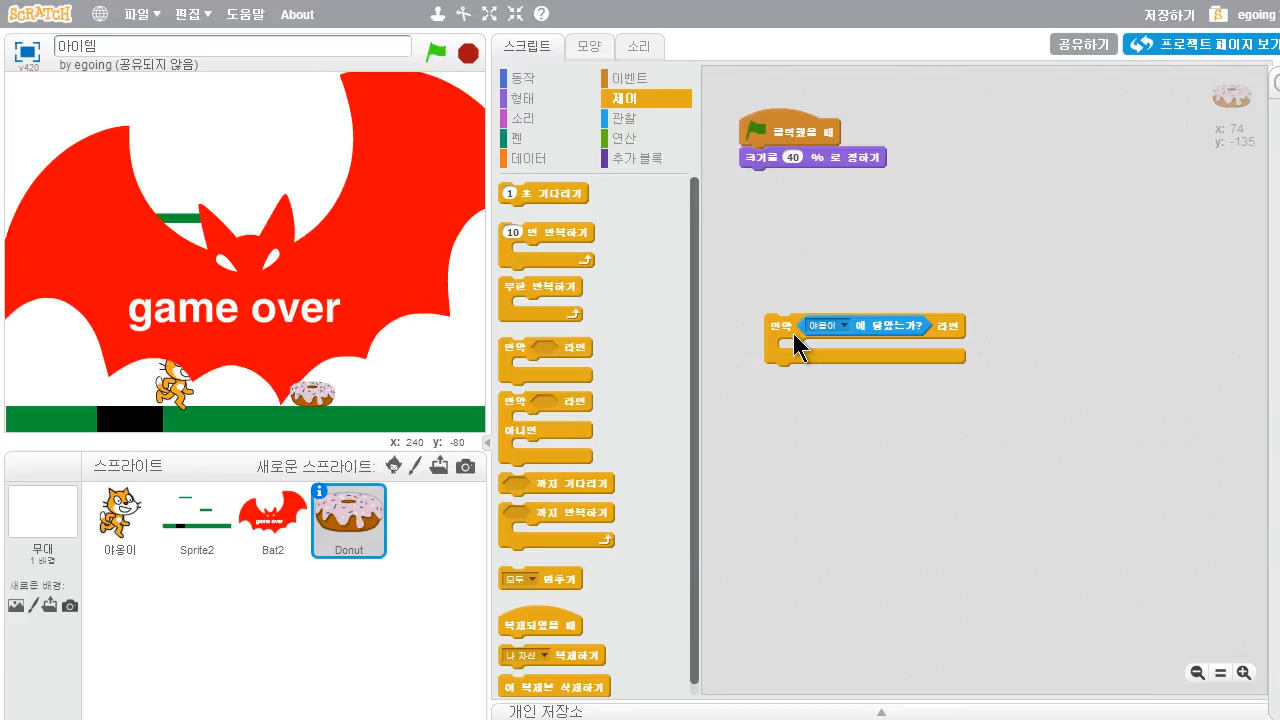 SCRATCH 파일 편집 도움말 About 저장하기 egoing
v420 아이템
by egoing (공유되지 않음)
스크립트 모양 소리 공유하기 프로젝트 페이지 보기
동작 이벤트
형태 제어
소리 관찰
펜 연산
데이터 추가 블록
1 초 기다리기
10 번 반복하기
무한 반복하기
만약 라면
만약 라면
아니면
까지 기다리기
까지 반복하기
모두 멈추기
복제되었을 때
나 자신 복제하기
이 복제본 삭제하기
클릭했을 때
크기를 40 % 로 정하기
만약 야옹이 에 닿았는가? 라면
x: 74
y: -135
game over
x: 240 y: -80
스프라이트 새로운 스프라이트:
무대
1 배경
새로운 배경:
야옹이 Sprite2 Bat2 Donut
game over
개인 저장소